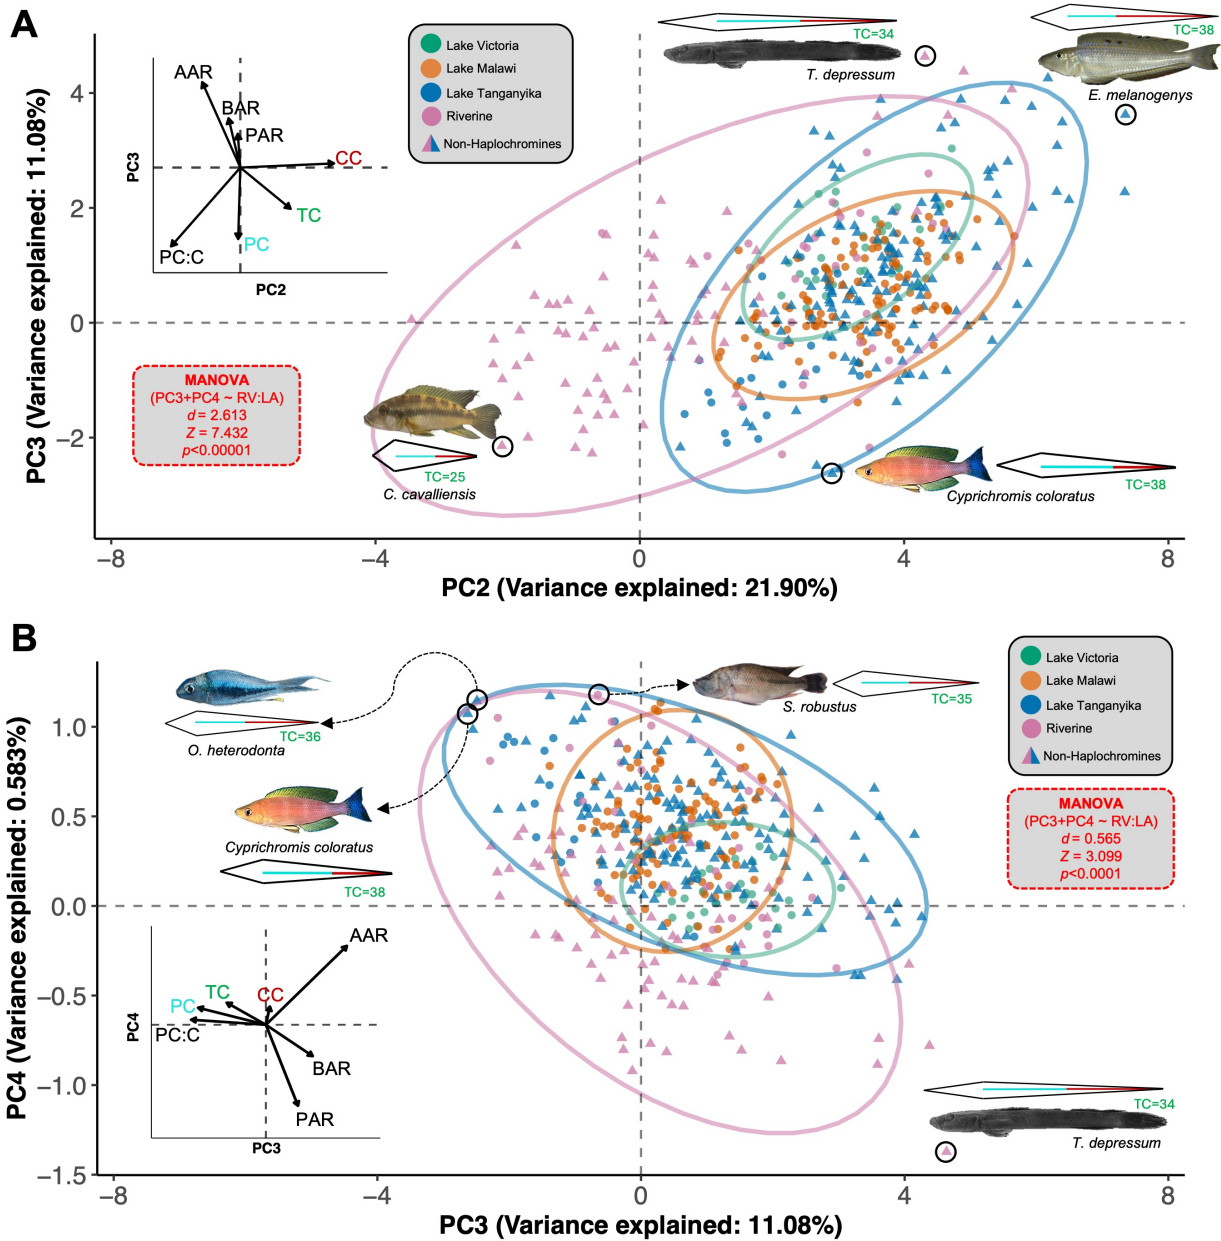 A
TC=34
T. depressum
TC=38
E. melanogenys
Lake Victoria
Lake Malawi
Lake Tanganyika
Riverine
Non-Haplochromines
AAR
BAR
PAR
CC
TC
PC
PC:C
PC3
PC2
PC3 (Variance explained: 11.08%)
4
2
0
−2
MANOVA
(PC3+PC4 ~ RV:LA)
d = 2.613
Z = 7.432
p<0.00001
TC=25
C. cavalliensis
TC=38
Cyprichromis coloratus
−8
−4
0
4
8
PC2 (Variance explained: 21.90%)
B
TC=36
O. heterodonta
S. robustus
TC=35
Lake Victoria
Lake Malawi
Lake Tanganyika
Riverine
Non-Haplochromines
MANOVA
(PC3+PC4 ~ RV:LA)
d = 0.565
Z = 3.099
p<0.0001
Cyprichromis coloratus
TC=38
PC4 (Variance explained: 0.583%)
1.0
0.5
0.0
−0.5
−1.0
−1.5
AAR
TC
CC
PC
PC:C
BAR
PAR
PC4
PC3
TC=34
T. depressum
−8
−4
0
4
8
PC3 (Variance explained: 11.08%)